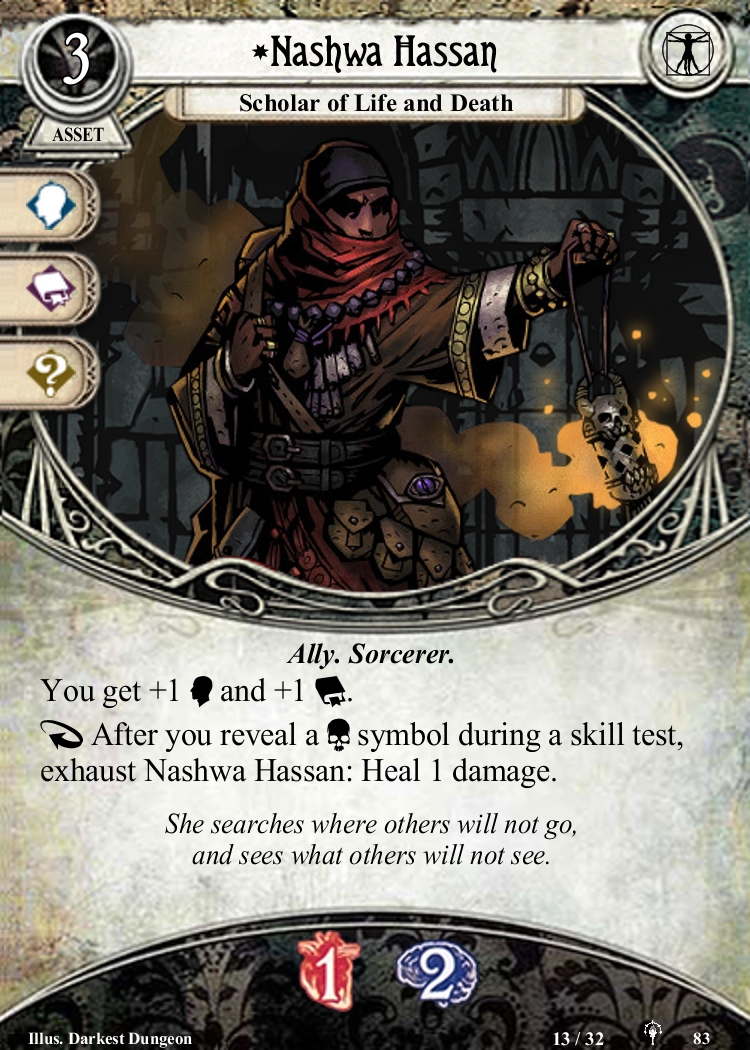 3
Nashwa Hassan
Scholar of Life and Death
ASSET
?
Ally. Sorcerer.
You get +1 and +1 .
After you reveal a symbol during a skill test,
exhaust Nashwa Hassan: Heal 1 damage.
She searches where others will not go,
and sees what others will not see.
1 2
Illus. Darkest Dungeon 13 / 32 83